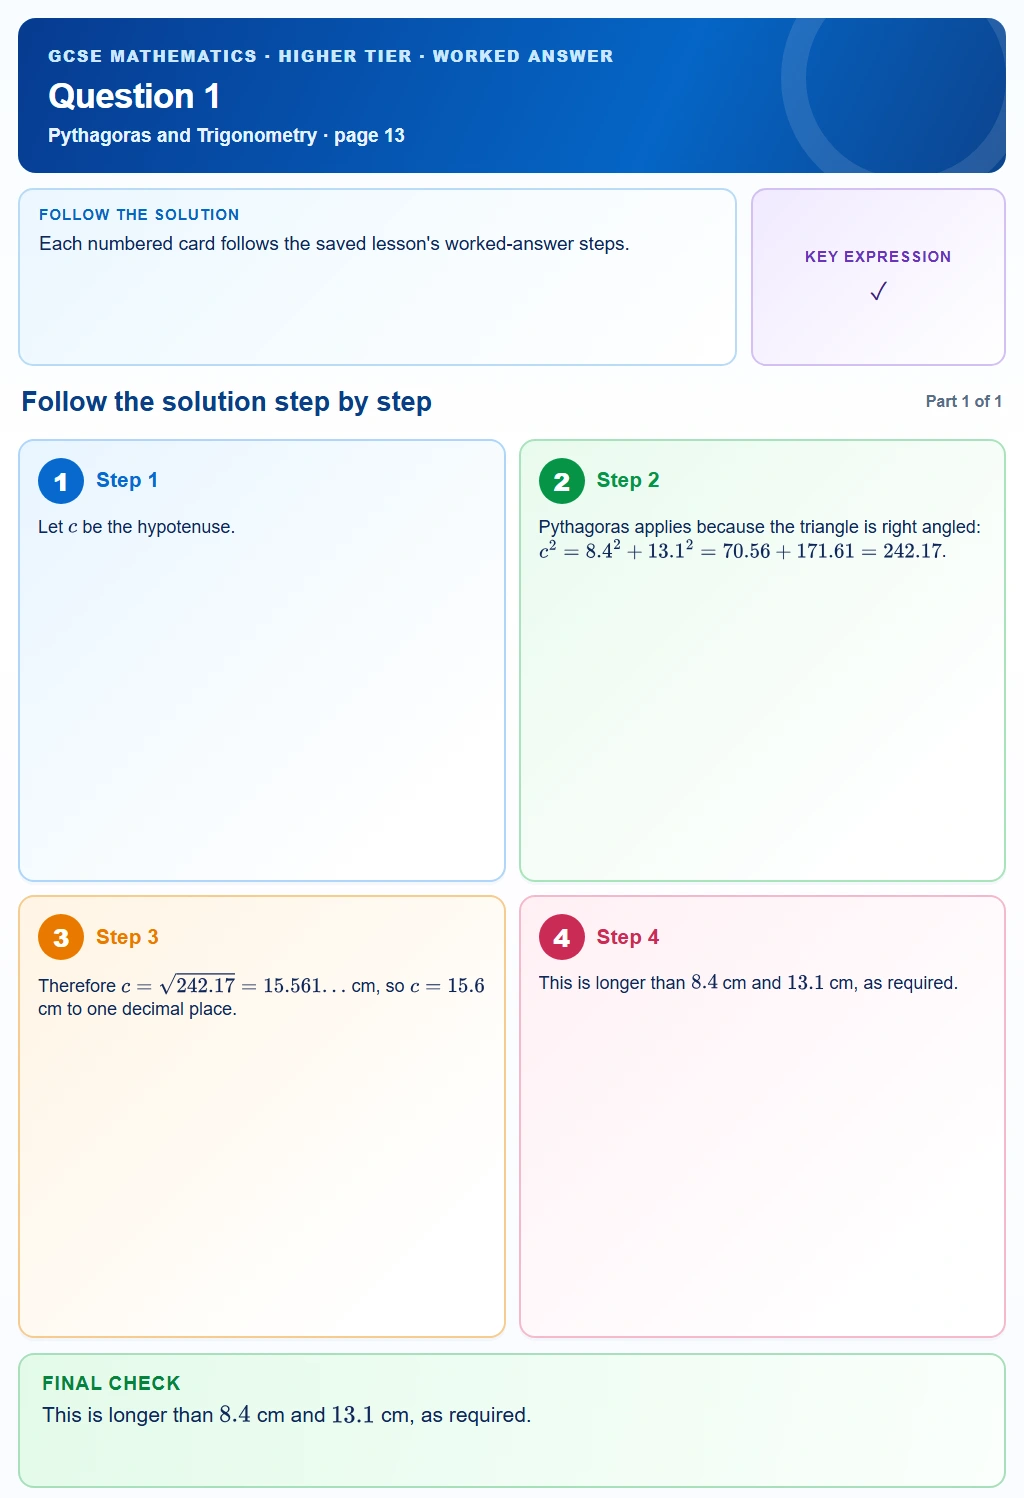 GCSE MATHEMATICS · HIGHER TIER · WORKED ANSWER
Question 1
Pythagoras and Trigonometry · page 13
FOLLOW THE SOLUTION
Each numbered card follows the saved lesson's worked-answer steps.
KEY EXPRESSION
✓
Follow the solution step by step
Part 1 of 1
1 Step 1
Let c be the hypotenuse.
2 Step 2
Pythagoras applies because the triangle is right angled:
c² = 8.4² + 13.1² = 70.56 + 171.61 = 242.17.
3 Step 3
Therefore c = √242.17 = 15.561... cm, so c = 15.6
cm to one decimal place.
4 Step 4
This is longer than 8.4 cm and 13.1 cm, as required.
FINAL CHECK
This is longer than 8.4 cm and 13.1 cm, as required.